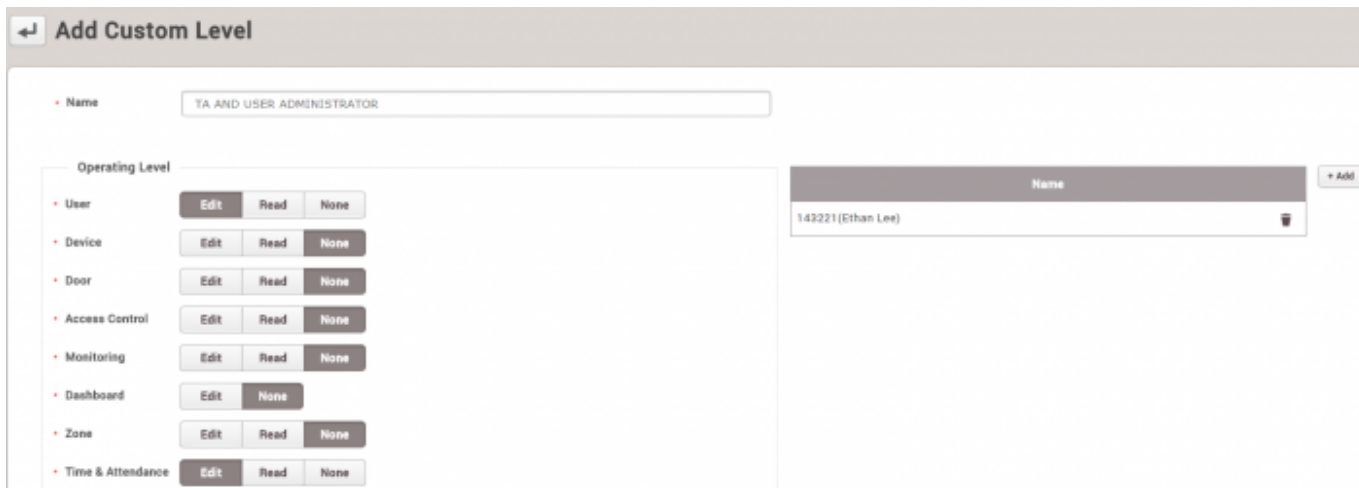 Add Custom Level
Name
TA AND USER ADMINISTRATOR
Operating Level
User Edit Read None
Device Edit Read None
Door Edit Read None
Access Control Edit Read None
Monitoring Edit Read None
Dashboard Edit None
Zone Edit Read None
Time & Attendance Edit Read None
Name
+ Add
143221(Ethan Lee)